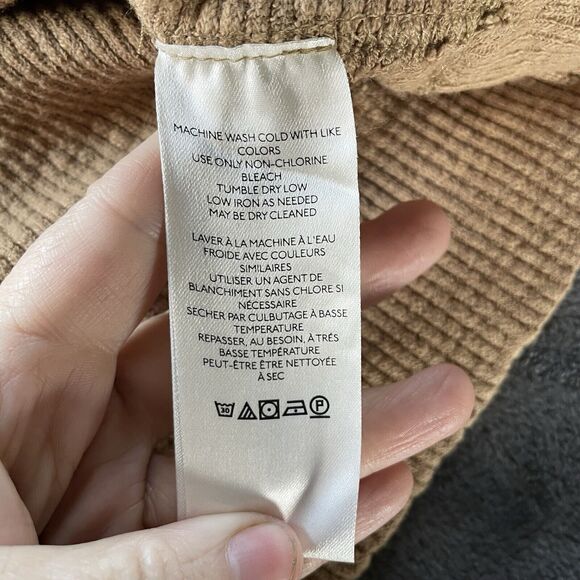 MACHINE WASH COLD WITH LIKE
COLORS
USE ONLY NON-CHLORINE
BLEACH
TUMBLE DRY LOW
LOW IRON AS NEEDED
MAY BE DRY CLEANED
LAVER À LA MACHINE À L'EAU
FROIDE AVEC COULEURS
SIMILAIRES
UTILISER UN AGENT DE
BLANCHIMENT SANS CHLORE SI
NÉCESSAIRE
SECHER PAR CULBUTAGE À BASSE
TEMPERATURE
REPASSER, AU BESOIN, À TRÉS
BASSE TEMPÉRATURE
PEUT-ÊTRE ÊTRE NETTOYÉE
À SEC
30 P